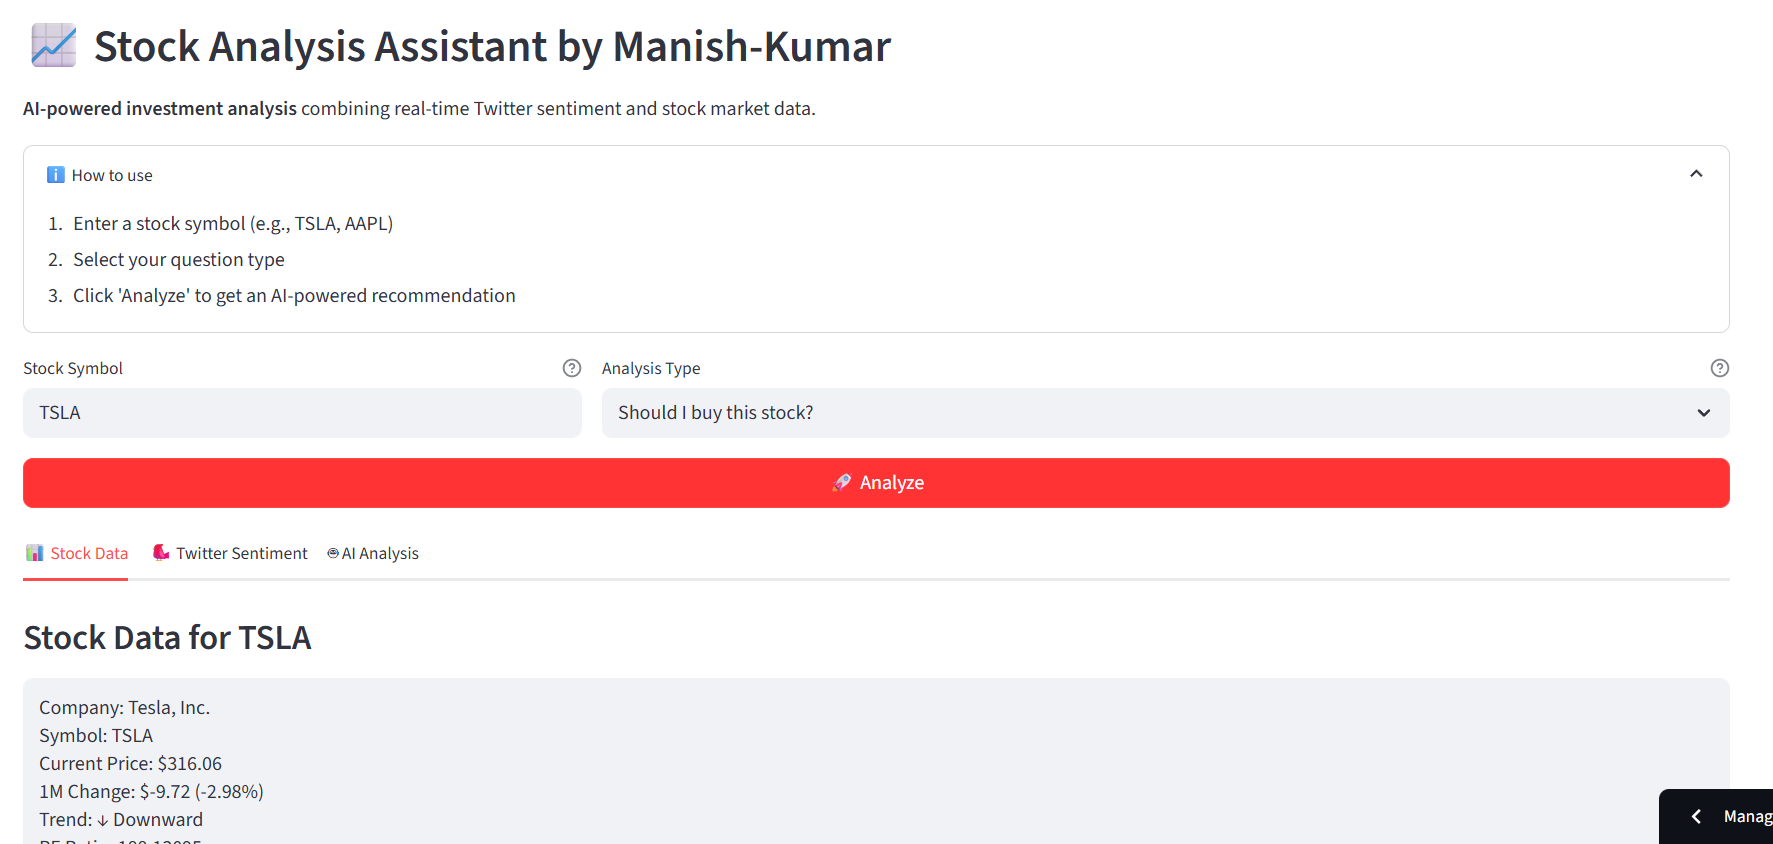 Stock Analysis Assistant by Manish-Kumar
AI-powered investment analysis combining real-time Twitter sentiment and stock market data.
How to use
1. Enter a stock symbol (e.g., TSLA, AAPL)
2. Select your question type
3. Click 'Analyze' to get an AI-powered recommendation
Stock Symbol
Analysis Type
TSLA
Should I buy this stock?
Analyze
Stock Data
Twitter Sentiment
AI Analysis
Stock Data for TSLA
Company: Tesla, Inc.
Symbol: TSLA
Current Price: $316.06
1M Change: $-9.72 (-2.98%)
Trend: ↓ Downward
Manag